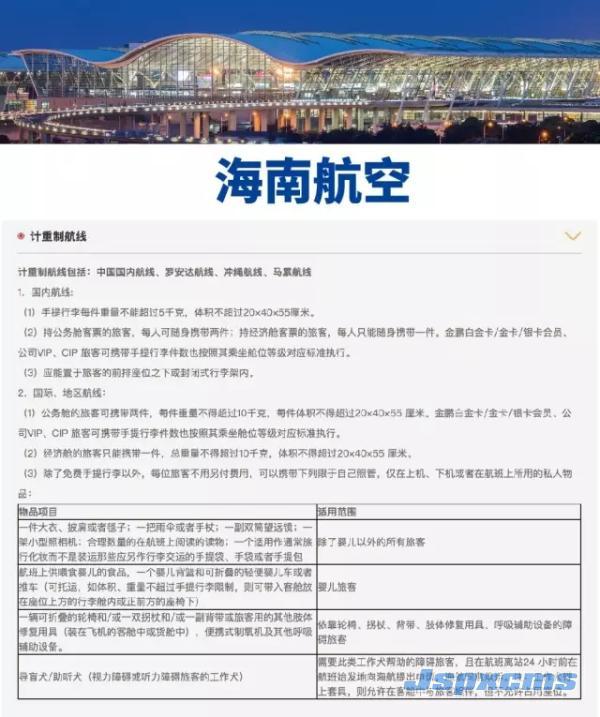 海南航空
计重制航线
计重制航线包括：中国国内航线、罗安达航线、冲绳航线、马累航线
1．国内航线：
（1）手提行李每件重量不能超过5千克，体积不超过20×40×55厘米。
（2）持公务舱客票的旅客，每人可随身携带两件；持经济舱客票的旅客，每人只能随身携带一件。金鹏白金卡/金卡/银卡会员、
公司VIP、CIP 旅客可携带手提行李件数也按照其乘坐舱位等级对应标准执行。
（3）应能置于旅客的前排座位之下或封闭式行李架内。
2．国际、地区航线：
（1）公务舱的旅客可携带两件，每件重量不得超过10千克，每件体积不得超过20×40×55 厘米。金鹏白金卡/金卡/银卡会员、公
司VIP、CIP 旅客可携带手提行李件数也按照其乘坐舱位等级对应标准执行。
（2）经济舱的旅客只能携带一件，总重量不得超过10千克，体积不得超过20×40×55厘米。
（3）除了免费手提行李以外，每位旅客不用另付费用，可以携带下列限于自己照管，仅在上机、下机或者在航班上所用的私人物
品：
物品项目 适用范围
一件大衣、披肩或者毯子；一把雨伞或者手杖；一副双筒望远镜；一
架小型照相机；合理数量的在航班上阅读的读物；一个适用作通常旅
行化妆而不是装运那些应另作行李交运的手提袋、手袋或者手提包
除了婴儿以外的所有旅客
航班上供喂食婴儿的食品，一个婴儿背篮和可折叠的轻便婴儿车或者
推车（可托运，如体积、重量不超过手提行李限制，则可带入客舱放
在座位上方的行李舱内或正前方的座椅下）
婴儿旅客
一辆可折叠的轮椅和/或一双拐杖和/或一副背带或旅客用的其他肢体
修复用具（装在飞机的客舱中或货舱中），便携式制氧机及其他呼吸
辅助设备。
依靠轮椅、拐杖、背带、肢体修复用具、呼吸辅助设备的障
碍旅客
导盲犬/助听犬（视力障碍或听力障碍旅客的工作犬）
需要此类工作犬帮助的障碍旅客，且在航班离站24 小时前在
航班始发地向海航提出申请
上套具，则允许在客舱中
Jspxcms